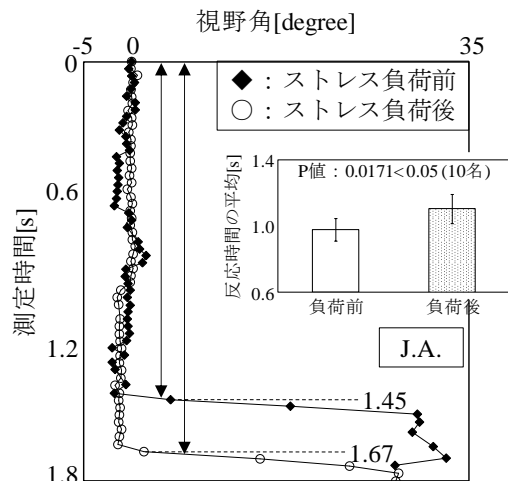 視野角[degree]
-5 0 35
0
◆：ストレス負荷前
○：ストレス負荷後
1.4
P値：0.0171<0.05(10名)
反応時間の平均[s]
1.0
0.6
負荷前 負荷後
0.6
測定時間[s]
1.2
J.A.
1.45
1.67
1.8